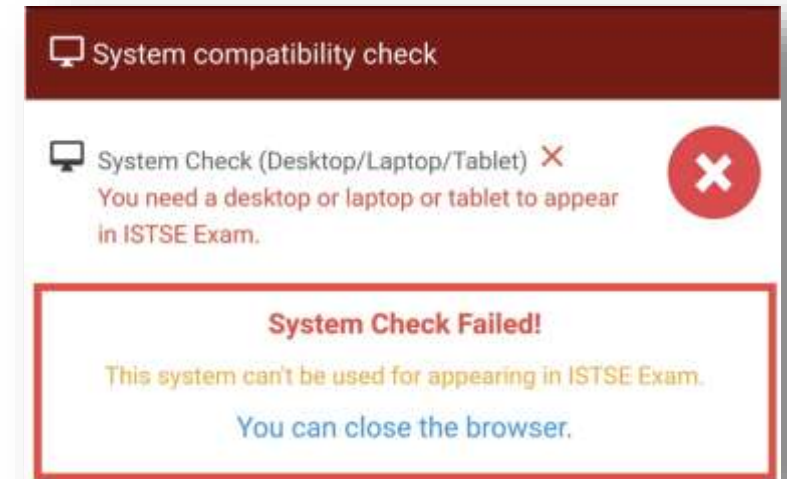 System compatibility check
System Check (Desktop/Laptop/Tablet)
You need a desktop or laptop or tablet to appear
in ISTSE Exam.
System Check Failed!
This system can't be used for appearing in ISTSE Exam.
You can close the browser.